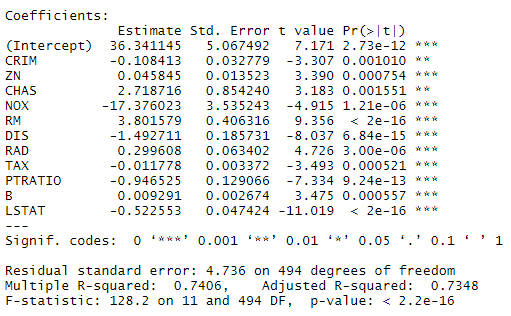 Coefficients:
              Estimate Std. Error t value Pr(>|t|)
(Intercept)  36.341145   5.067492   7.171 2.73e-12 ***
CRIM         -0.108413   0.032779  -3.307 0.001010 **
ZN            0.045845   0.013523   3.390 0.000754 ***
CHAS          2.718716   0.854240   3.183 0.001551 **
NOX         -17.376023   3.535243  -4.915 1.21e-06 ***
RM            3.801579   0.406316   9.356  < 2e-16 ***
DIS          -1.492711   0.185731  -8.037 6.84e-15 ***
RAD           0.299608   0.063402   4.726 3.00e-06 ***
TAX          -0.011778   0.003372  -3.493 0.000521 ***
PTRATIO      -0.946525   0.129066  -7.334 9.24e-13 ***
B             0.009291   0.002674   3.475 0.000557 ***
LSTAT        -0.522553   0.047424 -11.019  < 2e-16 ***
---
Signif. codes:  0 ‘***’ 0.001 ‘**’ 0.01 ‘*’ 0.05 ‘.’ 0.1 ‘ ’ 1
Residual standard error: 4.736 on 494 degrees of freedom
Multiple R-squared:  0.7406,    Adjusted R-squared:  0.7348
F-statistic: 128.2 on 11 and 494 DF,  p-value: < 2.2e-16